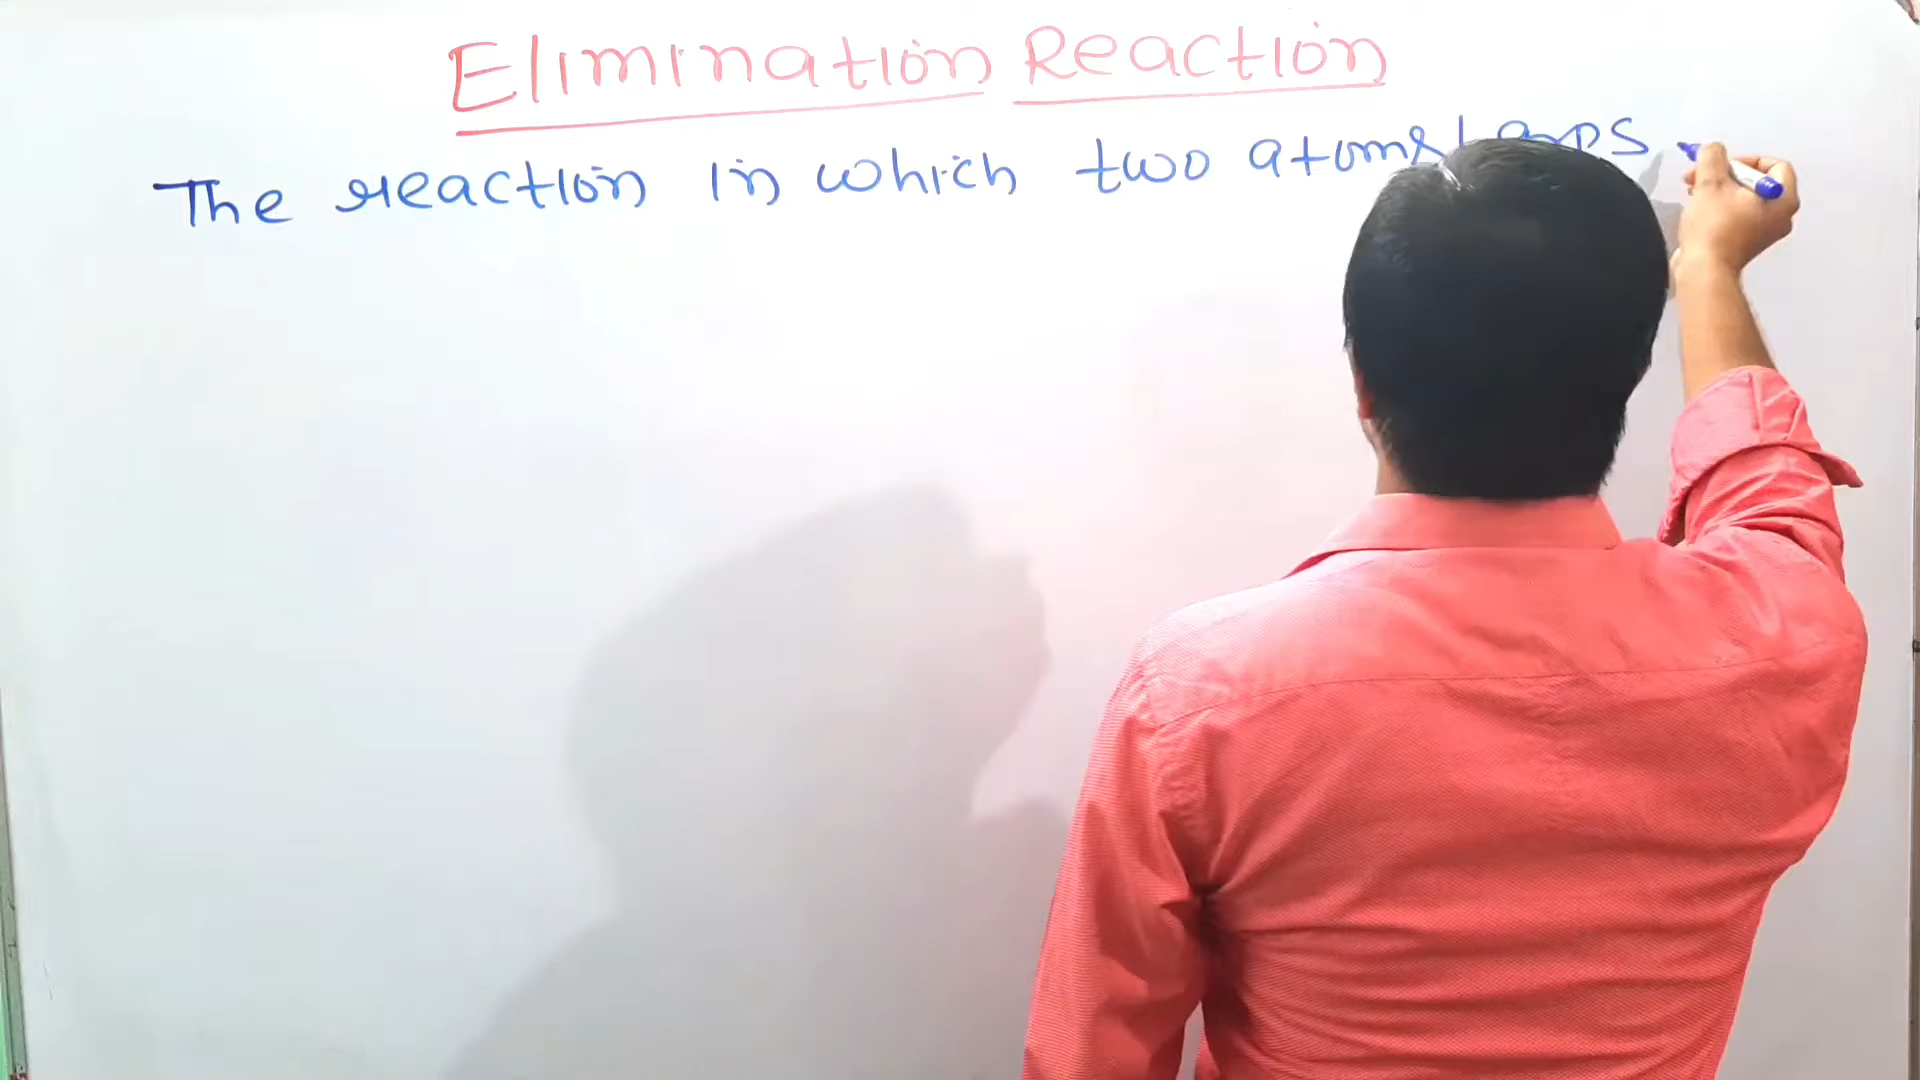 Elimination Reaction
The reaction in which two atoms